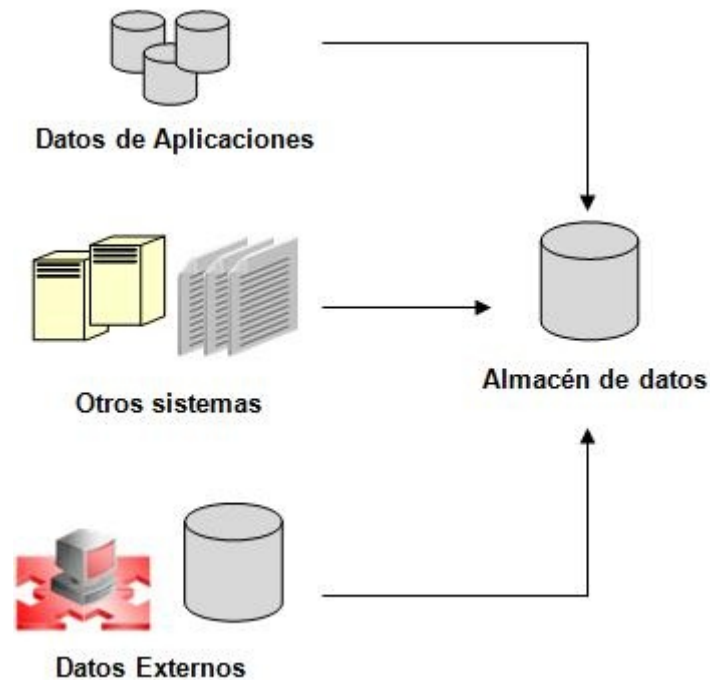 Datos de Aplicaciones
Otros sistemas
Almacén de datos
Datos Externos